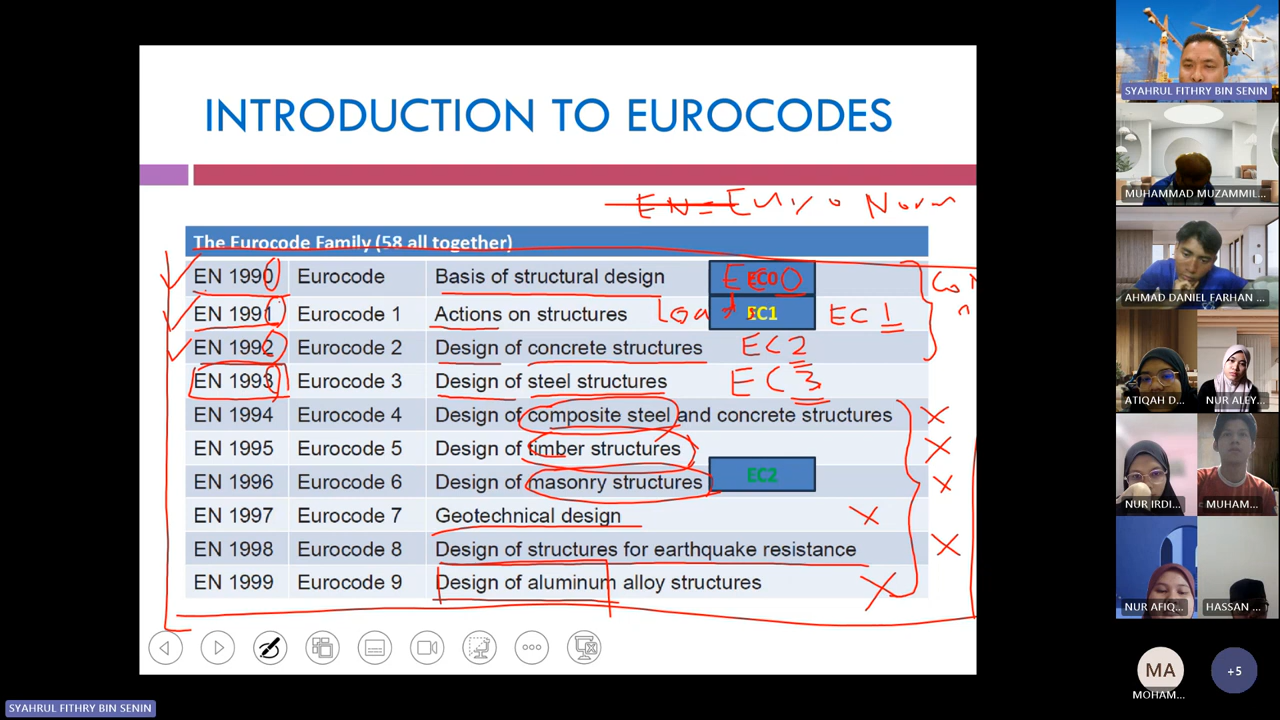 INTRODUCTION TO EUROCODES
EN = Euro Norm
The Eurocode Family (58 all together)
EN 1990 Eurocode Basis of structural design EC0 EC0
EN 1991 Eurocode 1 Actions on structures Load EC1 EC 1
EN 1992 Eurocode 2 Design of concrete structures EC 2
EN 1993 Eurocode 3 Design of steel structures EC 3
EN 1994 Eurocode 4 Design of composite steel and concrete structures X
EN 1995 Eurocode 5 Design of timber structures X
EN 1996 Eurocode 6 Design of masonry structures EC2 X
EN 1997 Eurocode 7 Geotechnical design X
EN 1998 Eurocode 8 Design of structures for earthquake resistance X
EN 1999 Eurocode 9 Design of aluminum alloy structures X
SYAHRUL FITHRY BIN SENIN
SYAHRUL FITHRY BIN SENIN
MUHAMMAD MUZAMMIL...
AHMAD DANIEL FARHAN ...
ATIQAH D... NUR ALEY...
NUR IRDI... MUHAM...
NUR AFIQ... HASSAN ...
MA +5
MOHAM...